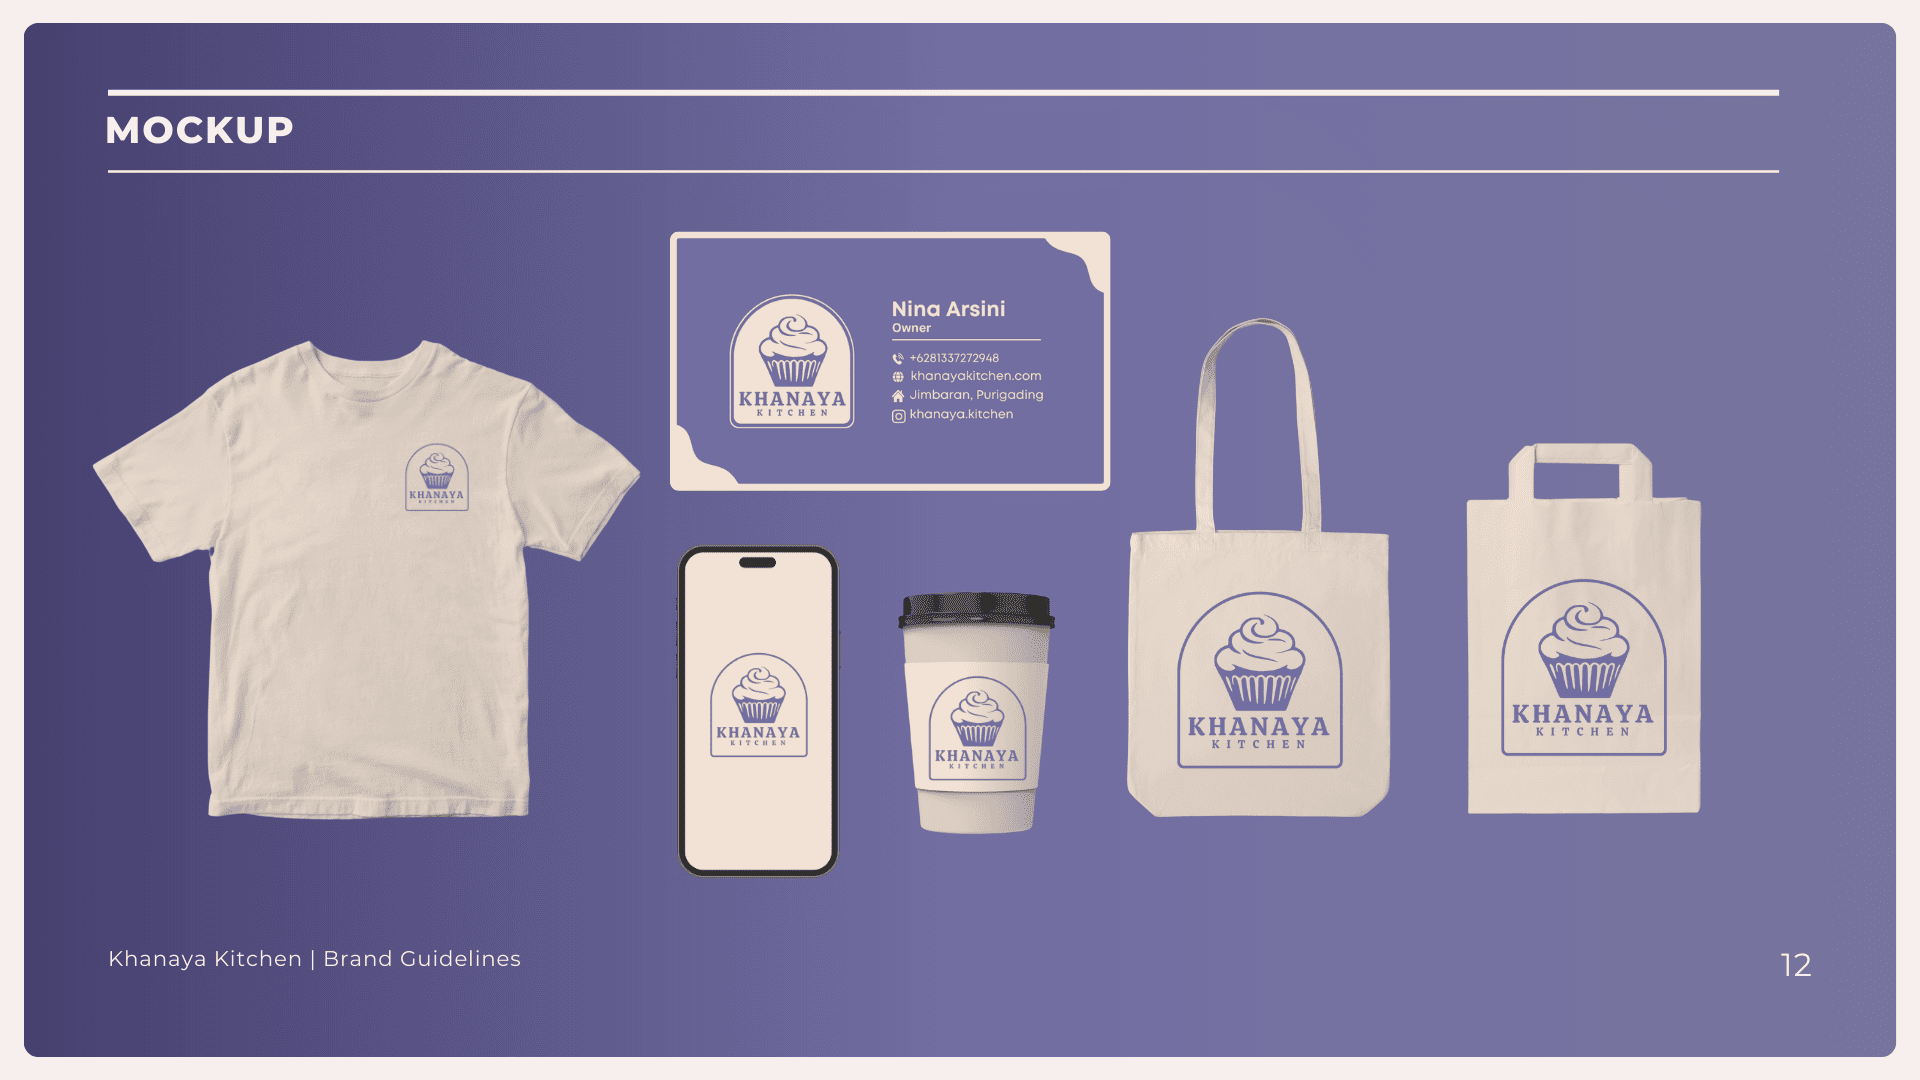 MOCKUP
KHANAYA
KITCHEN
Nina Arsini
Owner
+6281337272948
khanayakitchen.com
Jimbaran, Purigading
khanaya.kitchen
KHANAYA
KITCHEN
KHANAYA
KITCHEN
KHANAYA
KITCHEN
KHANAYA
KITCHEN
KHANAYA
KITCHEN
Khanaya Kitchen | Brand Guidelines
12